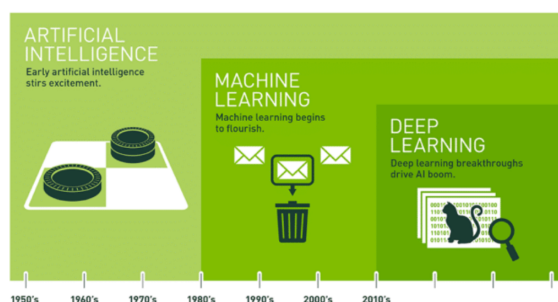 ARTIFICIAL
INTELLIGENCE
Early artificial intelligence
stirs excitement.
MACHINE
LEARNING
Machine learning begins
to flourish.
DEEP
LEARNING
Deep learning breakthroughs
drive AI boom.
1950's 1960's 1970's 1980's 1990's 2000's 2010's